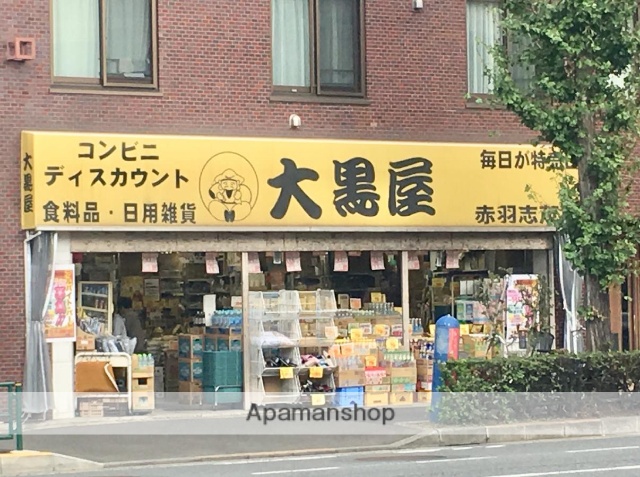 大黒屋
コンビニ
ディスカウント
食料品・日用雑貨
大黒屋
毎日が特売日
赤羽志茂
Apamanshop